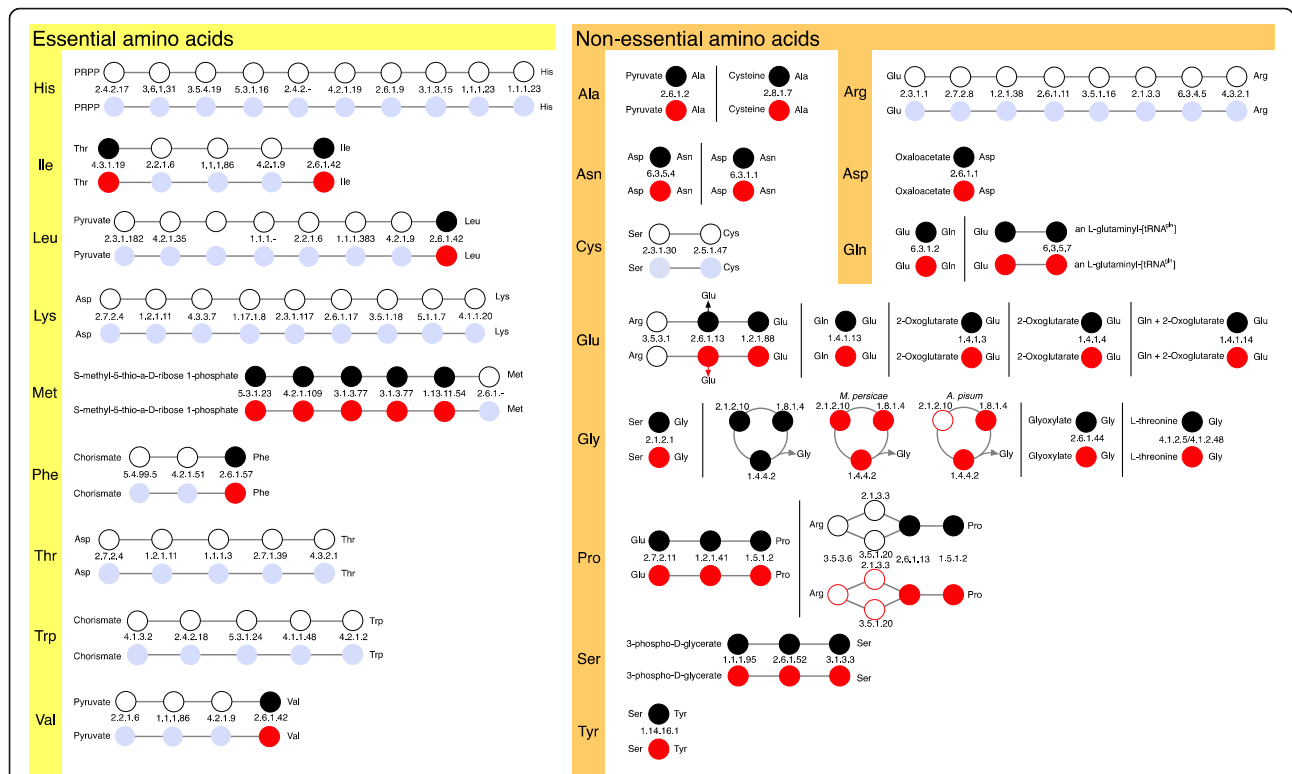 Essential amino acids
His
PRPP His
2.4.2.17 3.6.1.31 3.5.4.19 5.3.1.16 2.4.2.- 4.2.1.19 2.6.1.9 3.1.3.15 1.1.1.23 1.1.1.23
PRPP His
Ile
Thr Ile
4.3.1.19 2.2.1.6 1.1.1.86 4.2.1.9 2.6.1.42
Thr Ile
Leu
Pyruvate Leu
2.3.1.182 4.2.1.35 1.1.1.- 2.2.1.6 1.1.1.383 4.2.1.9 2.6.1.42
Pyruvate Leu
Lys
Asp Lys
2.7.2.4 1.2.1.11 4.3.3.7 1.17.1.8 2.3.1.117 2.6.1.17 3.5.1.18 5.1.1.7 4.1.1.20
Asp Lys
Met
S-methyl-5-thio-a-D-ribose 1-phosphate Met
5.3.1.23 4.2.1.109 3.1.3.77 3.1.3.77 1.13.11.54 2.6.1.-
S-methyl-5-thio-a-D-ribose 1-phosphate Met
Phe
Chorismate Phe
5.4.99.5 4.2.1.51 2.6.1.57
Chorismate Phe
Thr
Asp Thr
2.7.2.4 1.2.1.11 1.1.1.3 2.7.1.39 4.3.2.1
Asp Thr
Trp
Chorismate Trp
4.1.3.2 2.4.2.18 5.3.1.24 4.1.1.48 4.2.1.2
Chorismate Trp
Val
Pyruvate Val
2.2.1.6 1.1.1.86 4.2.1.9 2.6.1.42
Pyruvate Val
Non-essential amino acids
Ala
Pyruvate Ala Cysteine Ala
2.6.1.2 2.8.1.7
Pyruvate Ala Cysteine Ala
Arg
Glu Arg
2.3.1.1 2.7.2.8 1.2.1.38 2.6.1.11 3.5.1.16 2.1.3.3 6.3.4.5 4.3.2.1
Glu Arg
Asn
Asp Asn Asp Asn
6.3.5.4 6.3.1.1
Asp Asn Asp Asn
Asp
Oxaloacetate Asp
2.6.1.1
Oxaloacetate Asp
Cys
Ser Cys
2.3.1.30 2.5.1.47
Ser Cys
Gln
Glu Gln Glu an L-glutaminyl-[tRNAgln]
6.3.1.2 6.3.5.7
Glu Gln Glu an L-glutaminyl-[tRNAgln]
Glu
Glu
Arg Glu Gln Glu 2-Oxoglutarate Glu 2-Oxoglutarate Glu Gln + 2-Oxoglutarate Glu
3.5.3.1 2.6.1.13 1.2.1.88 1.4.1.13 1.4.1.3 1.4.1.4 1.4.1.14
Arg Glu Gln Glu 2-Oxoglutarate Glu 2-Oxoglutarate Glu Gln + 2-Oxoglutarate Glu
Glu
Gly
M. persicae A. pisum
2.1.2.10 1.8.1.4 2.1.2.10 1.8.1.4 2.1.2.10 1.8.1.4
Ser Gly Glyoxylate Gly L-threonine Gly
2.1.2.1 2.6.1.44 4.1.2.5/4.1.2.48
Ser Gly Gly Gly Gly Glyoxylate Gly L-threonine Gly
1.4.4.2 1.4.4.2 1.4.4.2
Pro
2.1.3.3
Glu Pro Arg Pro
2.7.2.11 1.2.1.41 1.5.1.2 3.5.3.6 3.5.1.20 2.6.1.13 1.5.1.2
2.1.3.3
Glu Pro Arg Pro
3.5.1.20
Ser
3-phospho-D-glycerate Ser
1.1.1.95 2.6.1.52 3.1.3.3
3-phospho-D-glycerate Ser
Tyr
Ser Tyr
1.14.16.1
Ser Tyr